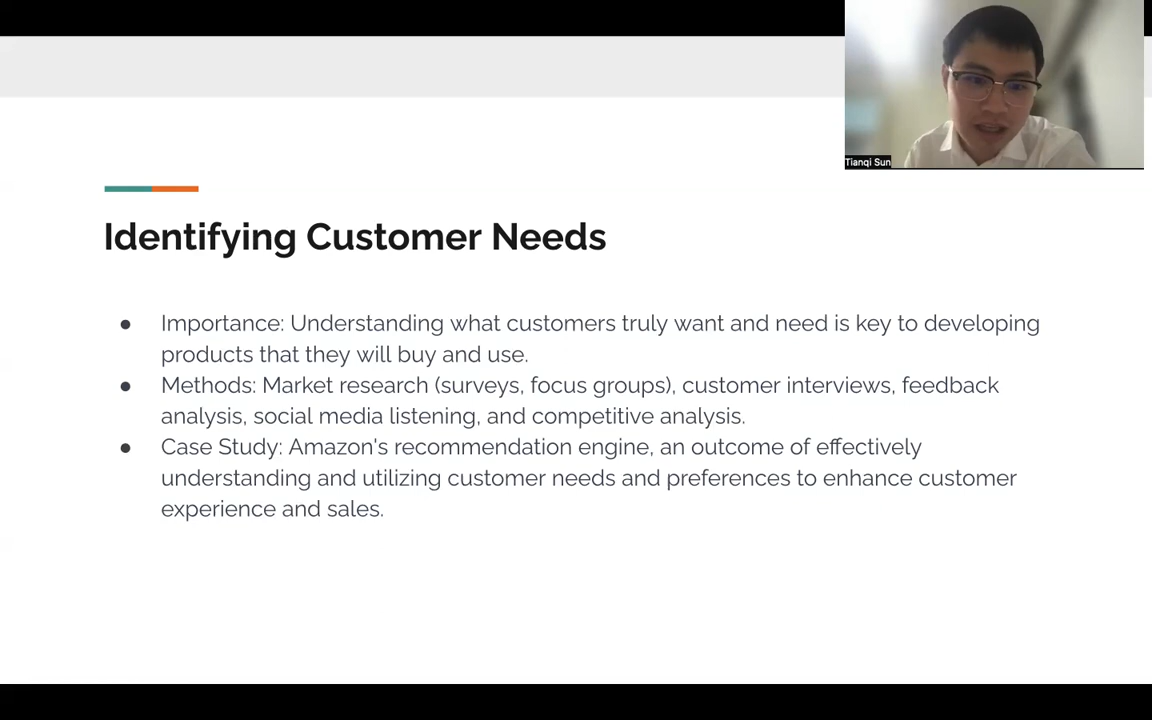 Tianqi Sun
Identifying Customer Needs
● Importance: Understanding what customers truly want and need is key to developing
products that they will buy and use.
● Methods: Market research (surveys, focus groups), customer interviews, feedback
analysis, social media listening, and competitive analysis.
● Case Study: Amazon's recommendation engine, an outcome of effectively
understanding and utilizing customer needs and preferences to enhance customer
experience and sales.